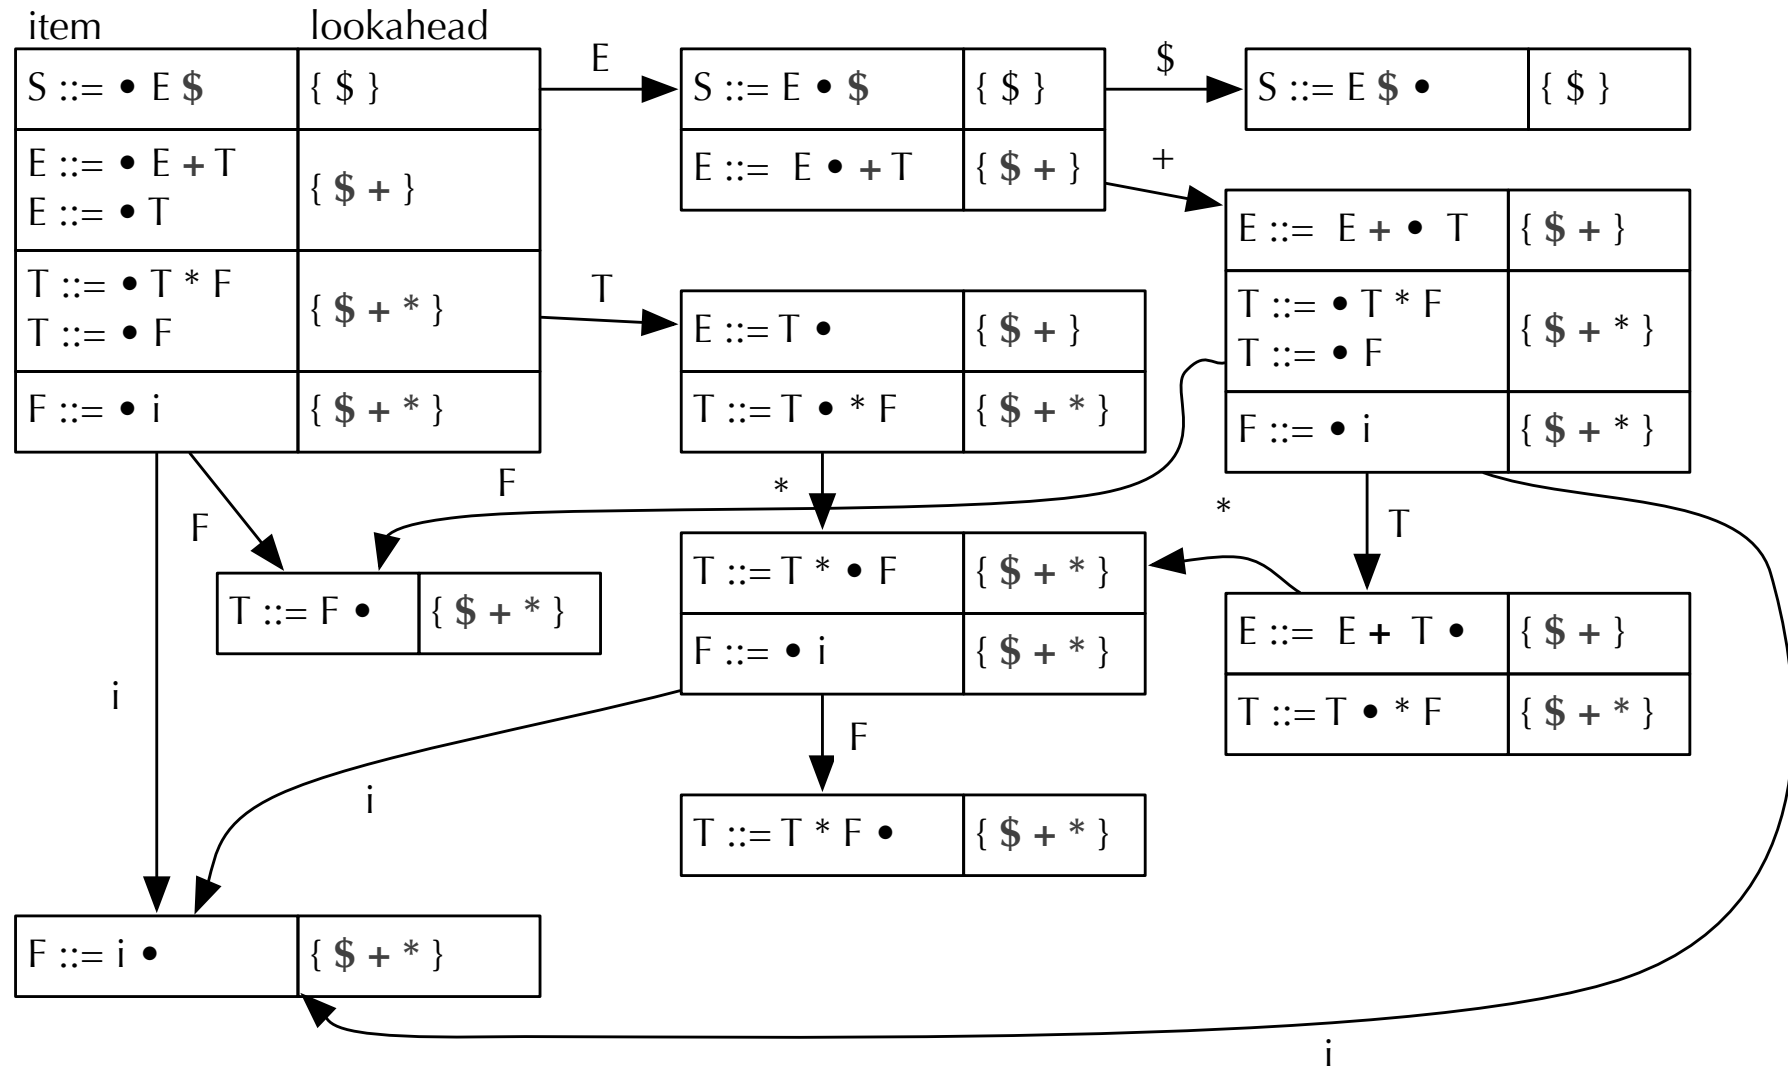 item lookahead
S ::= • E $ { $ }
E ::= • E + T
E ::= • T
{ $ + }
T ::= • T * F
T ::= • F
{ $ + * }
F ::= • i { $ + * }
E
S ::= E • $ { $ }
E ::= E • + T { $ + }
$
S ::= E $ • { $ }
+
E ::= E + • T { $ + }
T ::= • T * F
T ::= • F
{ $ + * }
F ::= • i { $ + * }
T
E ::= T • { $ + }
T ::= T • * F { $ + * }
F
F
*
*
T
T ::= F • { $ + * }
T ::= T * • F { $ + * }
F ::= • i { $ + * }
E ::= E + T • { $ + }
T ::= T • * F { $ + * }
i
F
i
T ::= T * F • { $ + * }
F ::= i • { $ + * }
i